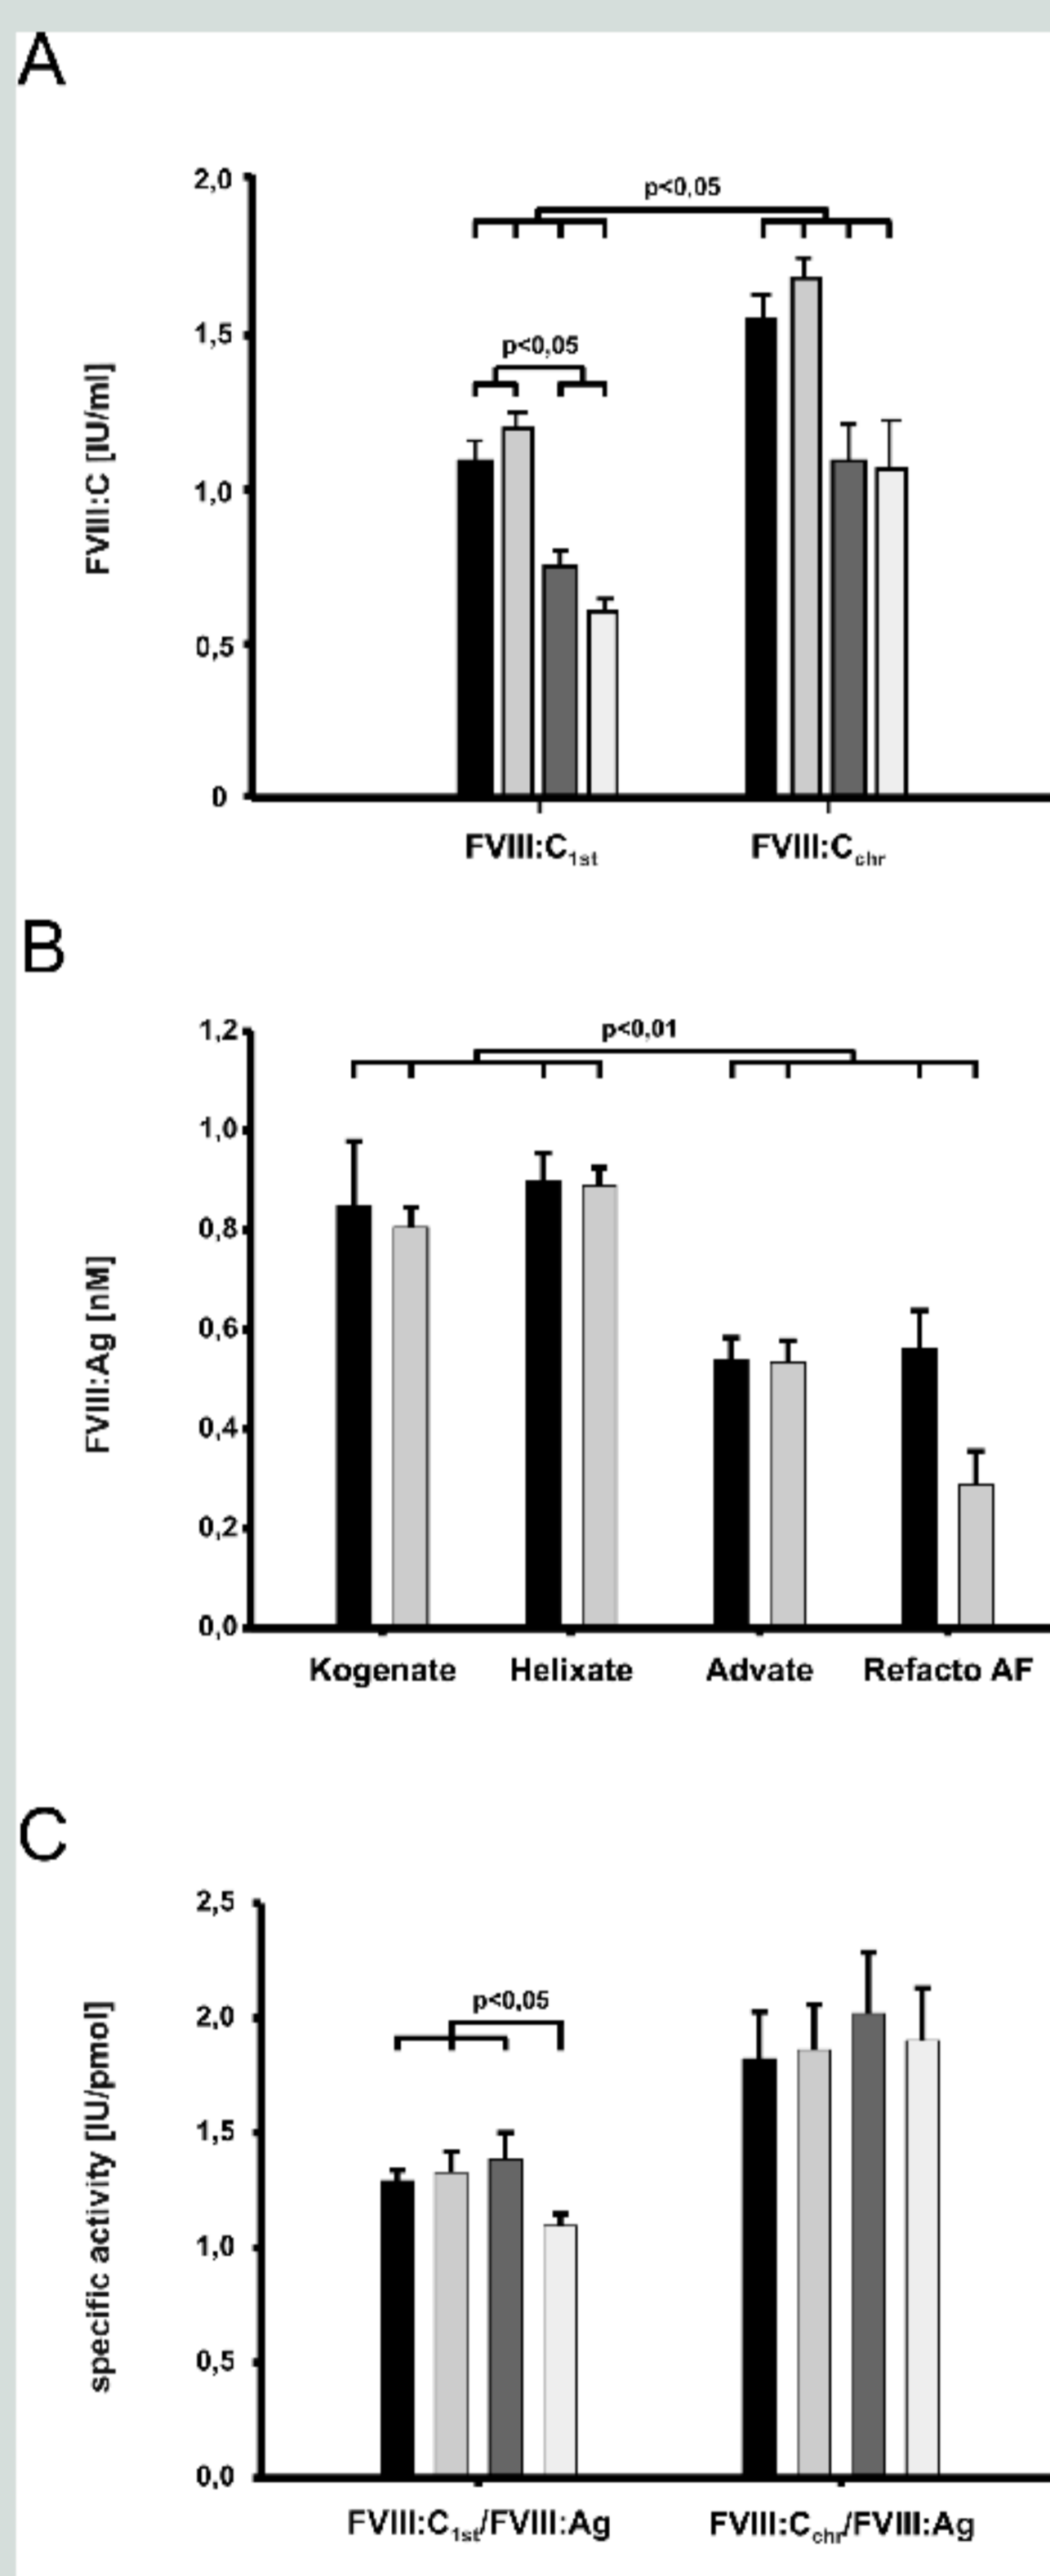 A
2,0
p<0,05
1,5
p<0,05
FVIII:C [IU/ml]
1,0
0,5
0
FVIII:C1st FVIII:Cchr
B
1,2
p<0,01
1,0
0,8
FVIII:Ag [nM]
0,6
0,4
0,2
0,0
Kogenate Helixate Advate Refacto AF
C
2,5
2,0
p<0,05
specific activity [IU/pmol]
1,5
1,0
0,5
0,0
FVIII:C1st/FVIII:Ag FVIII:Cchr/FVIII:Ag